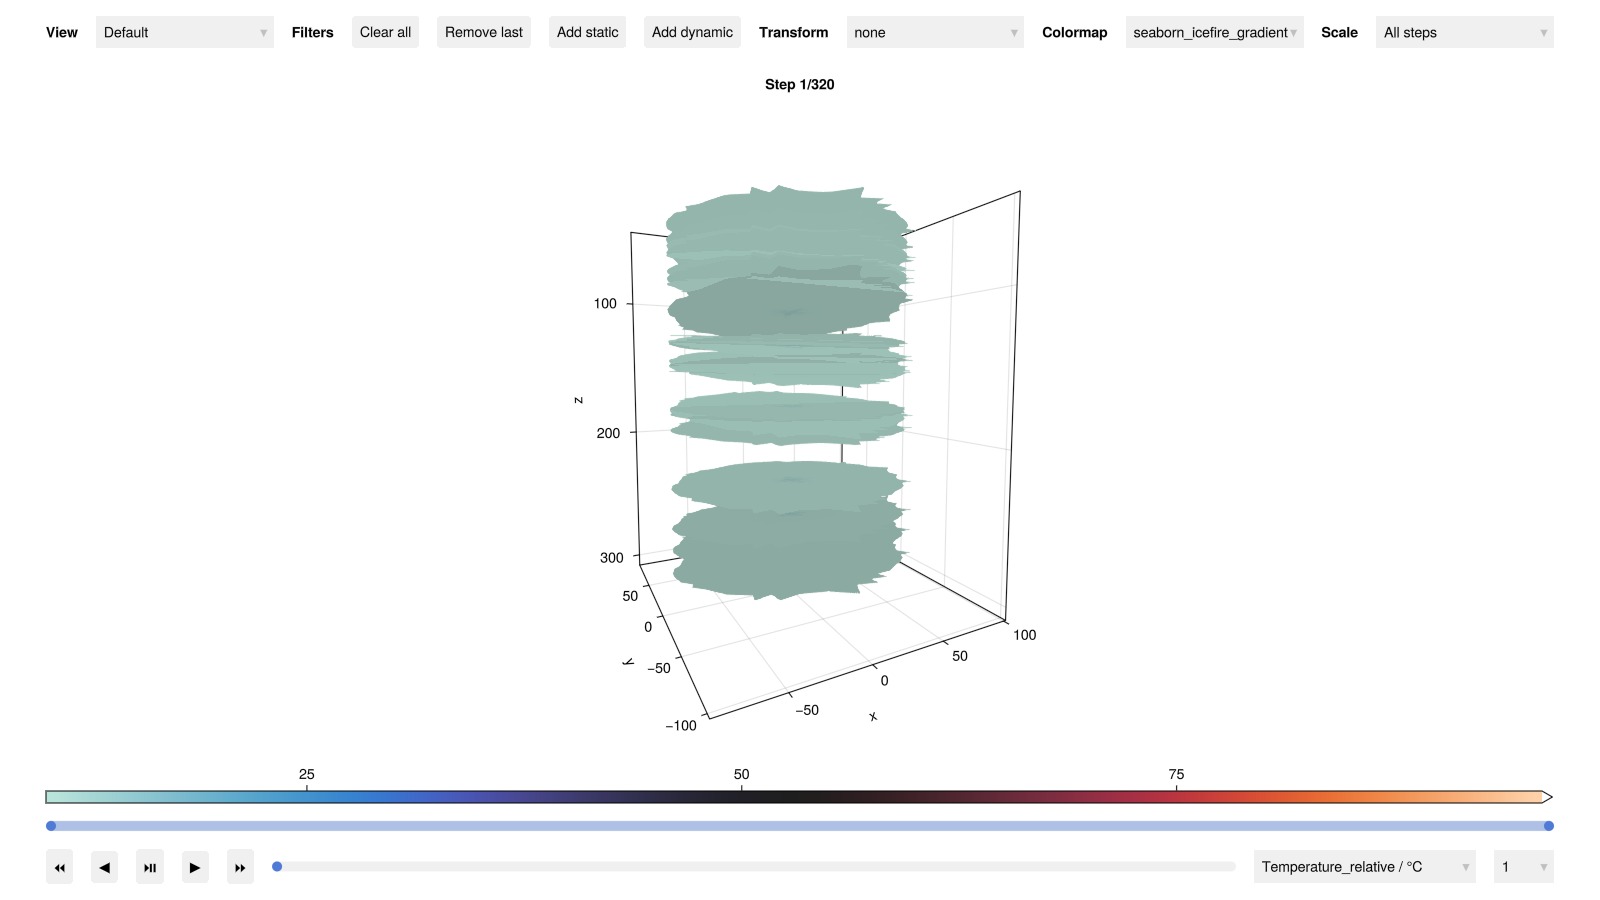 View Default Filters Clear all Remove last Add static Add dynamic Transform none Colormap seaborn_icefire_gradient Scale All steps
Step 1/320
100
200
300
z
50
0
−50
−100
y
−50
0
50
100
x
25 50 75
Temperature_relative / °C 1